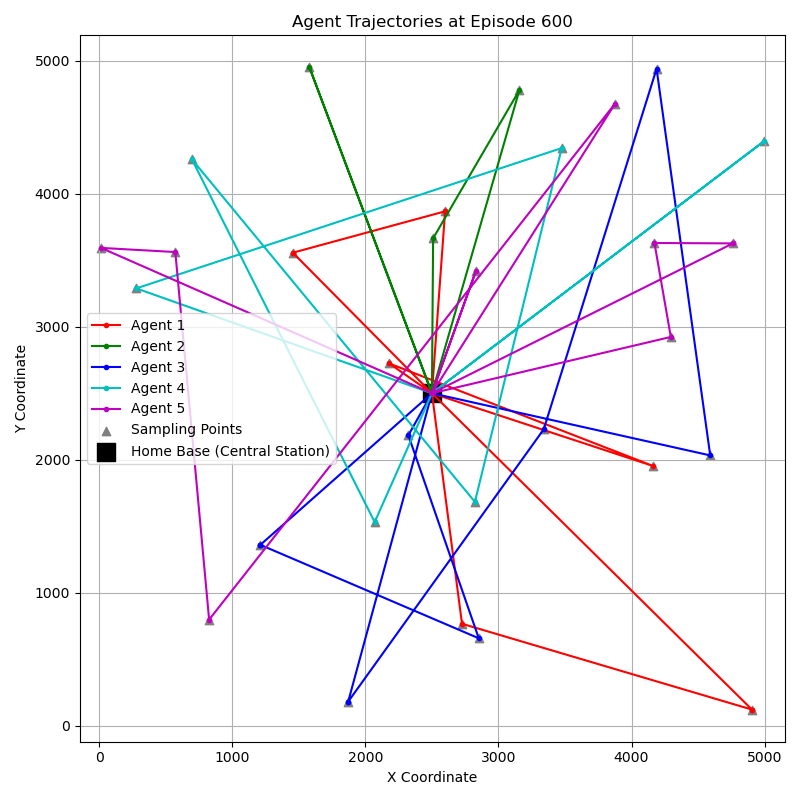 Agent Trajectories at Episode 600
5000
4000
3000
2000
1000
0
Y Coordinate
Agent 1
Agent 2
Agent 3
Agent 4
Agent 5
Sampling Points
Home Base (Central Station)
0 1000 2000 3000 4000 5000
X Coordinate